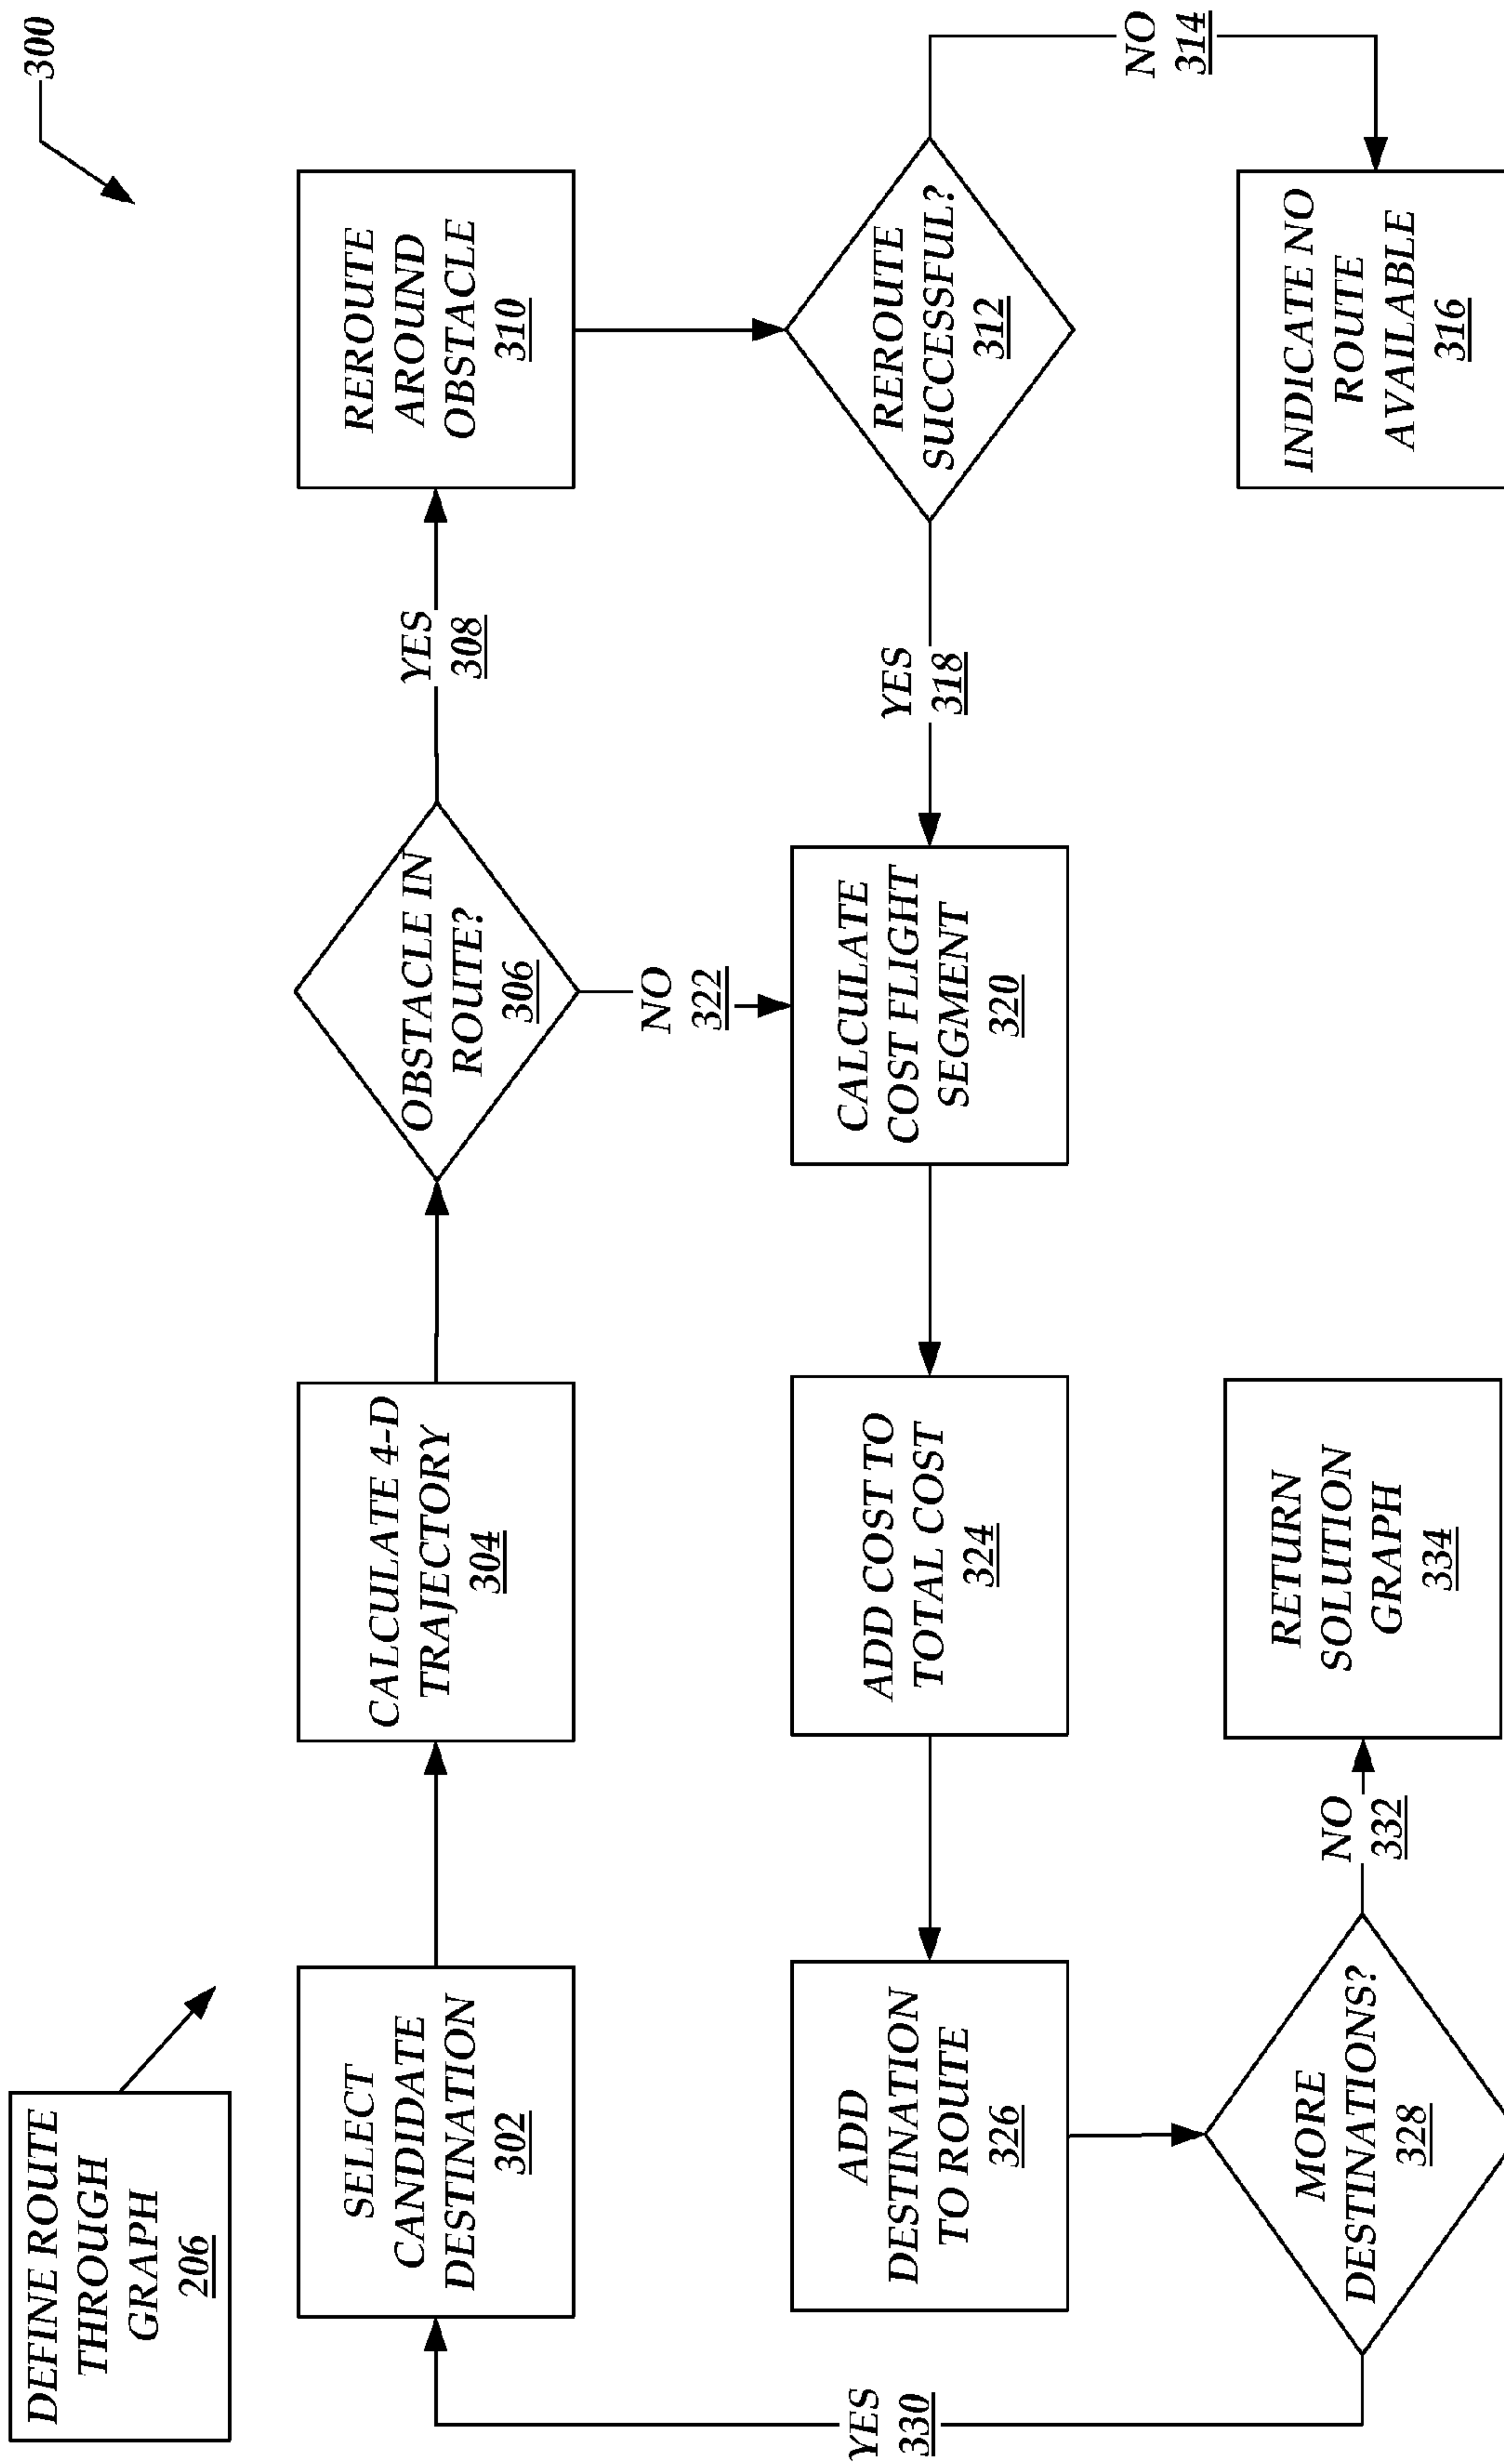 300
DEFINE ROUTE
THROUGH
GRAPH
206
SELECT
CANDIDATE
DESTINATION
302
CALCULATE 4-D
TRAJECTORY
304
OBSTACLE IN
ROUTE?
306
YES
308
REROUTE
AROUND
OBSTACLE
310
NO
322
REROUTE
SUCCESSFUL?
312
NO
314
INDICATE NO
ROUTE
AVAILABLE
316
YES
318
CALCULATE
COST FLIGHT
SEGMENT
320
ADD COST TO
TOTAL COST
324
ADD
DESTINATION
TO ROUTE
326
MORE
DESTINATIONS?
328
YES
330
NO
332
RETURN
SOLUTION
GRAPH
334